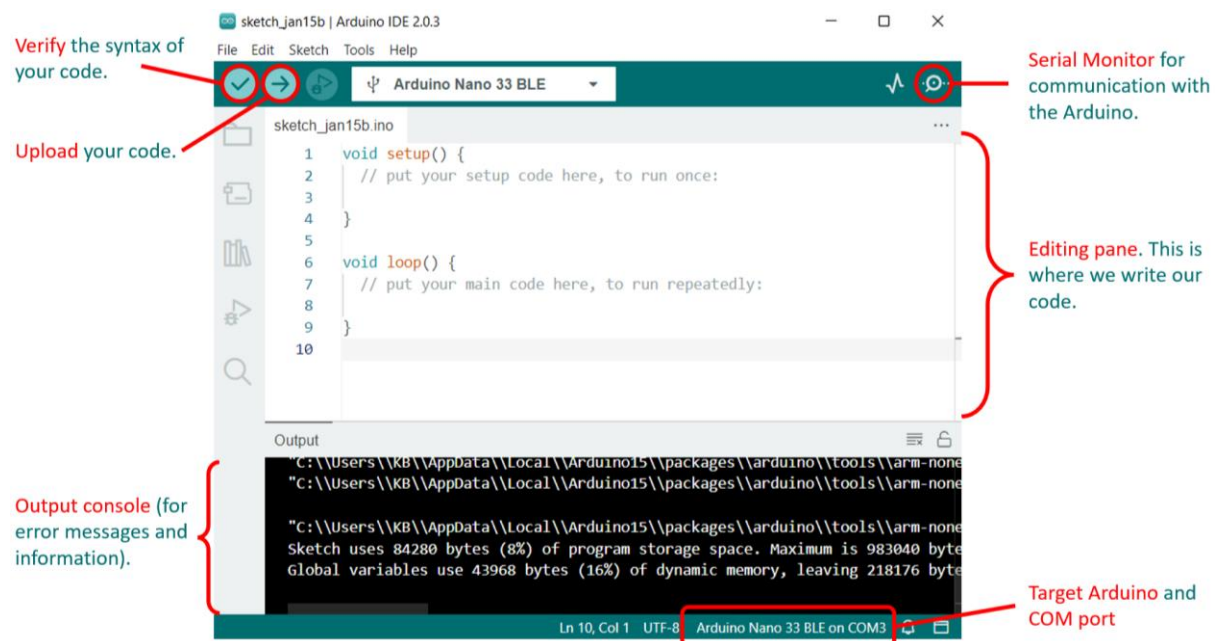 sketch_jan15b | Arduino IDE 2.0.3
File Edit Sketch Tools Help
Verify the syntax of
your code.
Arduino Nano 33 BLE
Serial Monitor for
communication with
the Arduino.
Upload your code.
sketch_jan15b.ino
1 void setup() {
2 // put your setup code here, to run once:
3
4 }
5
6 void loop() {
7 // put your main code here, to run repeatedly:
8
9 }
10
Editing pane. This is
where we write our
code.
Output
"C:\\Users\\KB\\AppData\\Local\\Arduino15\\packages\\arduino\\tools\\arm-none
"C:\\Users\\KB\\AppData\\Local\\Arduino15\\packages\\arduino\\tools\\arm-none
"C:\\Users\\KB\\AppData\\Local\\Arduino15\\packages\\arduino\\tools\\arm-none
Sketch uses 84280 bytes (8%) of program storage space. Maximum is 983040 byte
Global variables use 43968 bytes (16%) of dynamic memory, leaving 218176 byte
Output console (for
error messages and
information).
Ln 10, Col 1 UTF-8 Arduino Nano 33 BLE on COM3
Target Arduino and
COM port